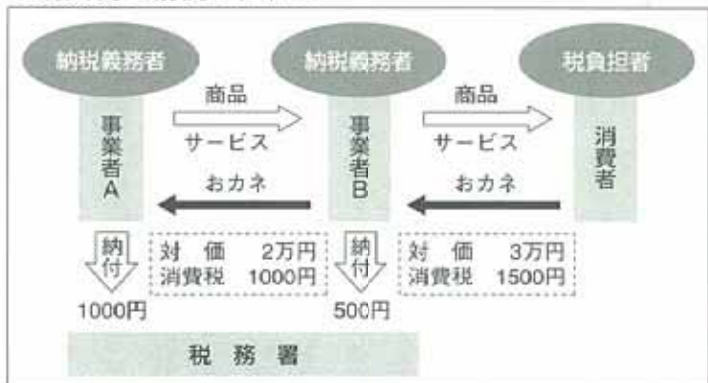 納税義務者
納税義務者
税負担者
事業者A
商品
サービス
おカネ
事業者B
商品
サービス
おカネ
消費者
納付
対価 2万円
消費税 1000円
納付
対価 3万円
消費税 1500円
1000円
500円
税務署